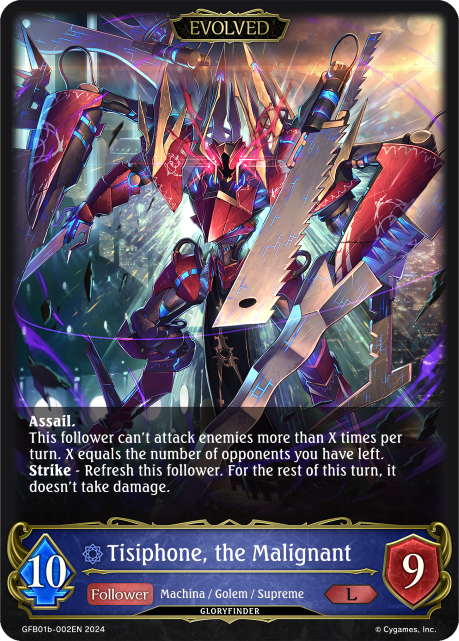 EVOLVED
Assail.
This follower can't attack enemies more than X times per
turn. X equals the number of opponents you have left.
Strike - Refresh this follower. For the rest of this turn, it
doesn't take damage.
Tisiphone, the Malignant
10
Follower
Machina / Golem / Supreme
L
9
GLORYFINDER
GFB01b-002EN 2024
© Cygames, Inc.